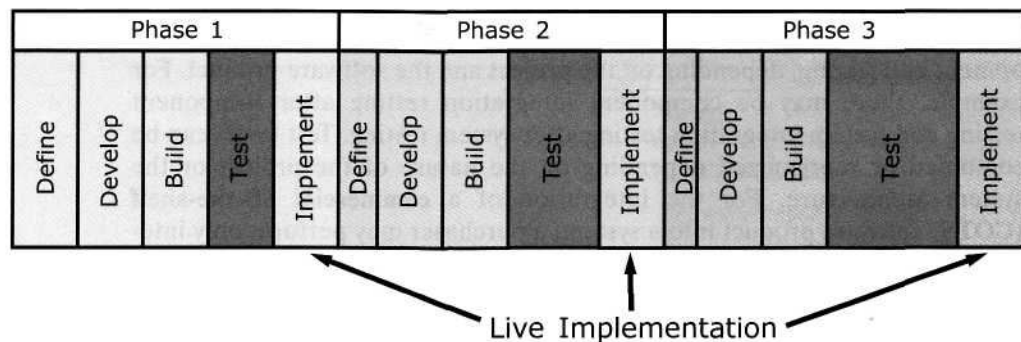 Phase 1
Phase 2
Phase 3
Define
Develop
Build
Test
Implement
Define
Develop
Build
Test
Implement
Define
Develop
Build
Test
Implement
Live Implementation